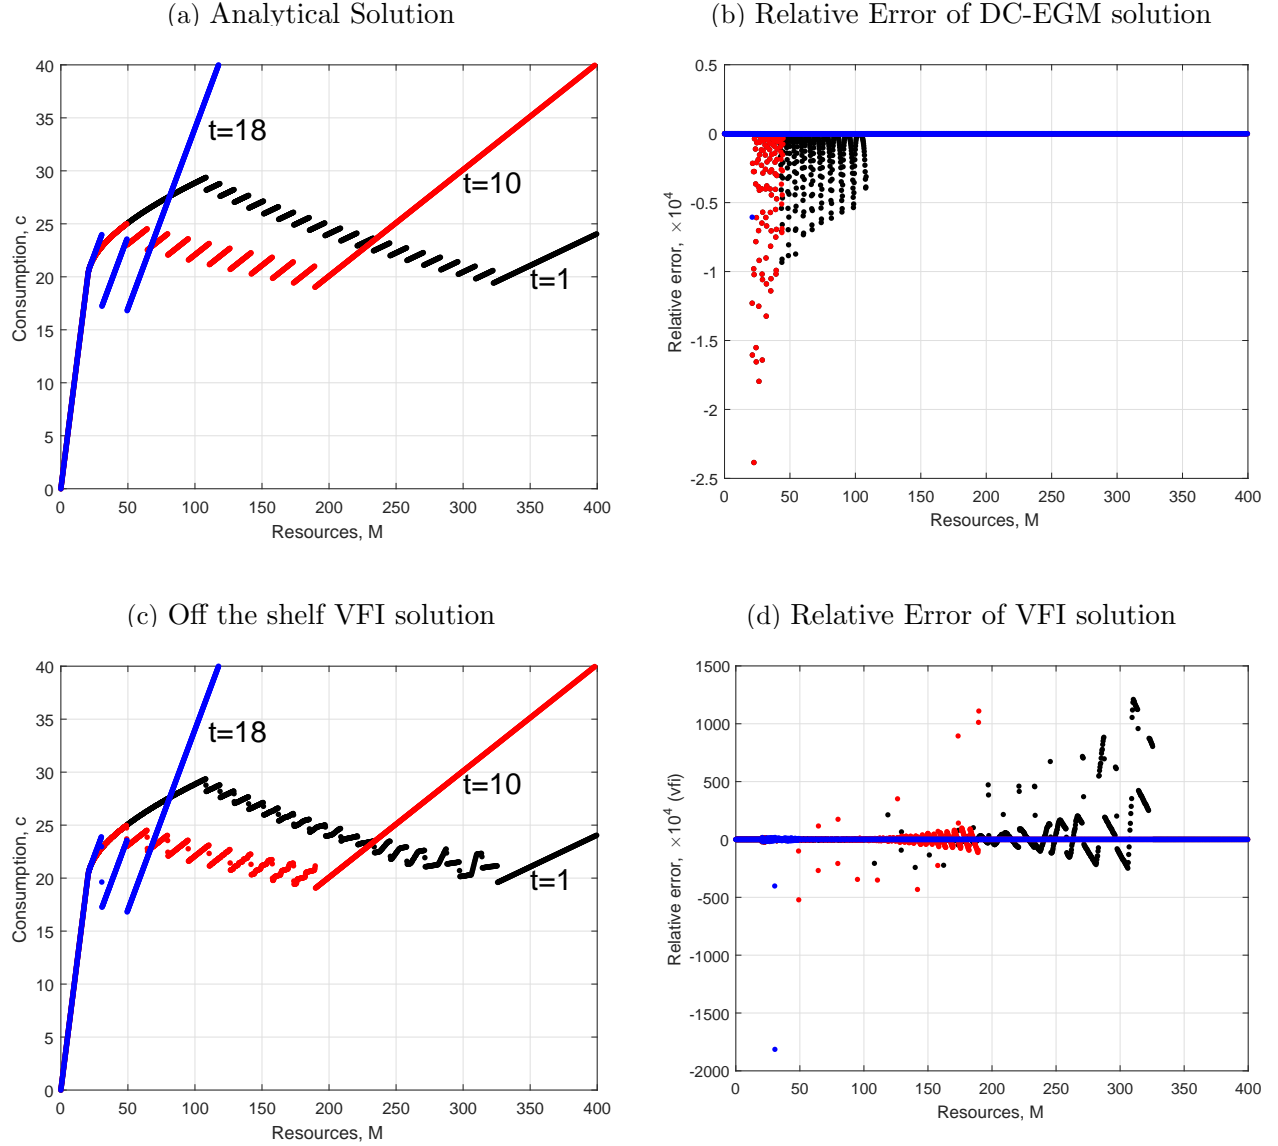 (a) Analytical Solution
40
35
30
25
20
15
10
5
0
0 50 100 150 200 250 300 350 400
Consumption, c
Resources, M
t=18
t=10
t=1
(b) Relative Error of DC-EGM solution
0.5
0
-0.5
-1
-1.5
-2
-2.5
0 50 100 150 200 250 300 350 400
Relative error, ×10⁴
Resources, M
(c) Off the shelf VFI solution
40
35
30
25
20
15
10
5
0
0 50 100 150 200 250 300 350 400
Consumption, c
Resources, M
t=18
t=10
t=1
(d) Relative Error of VFI solution
1500
1000
500
0
-500
-1000
-1500
-2000
0 50 100 150 200 250 300 350 400
Relative error, ×10⁴ (vfi)
Resources, M